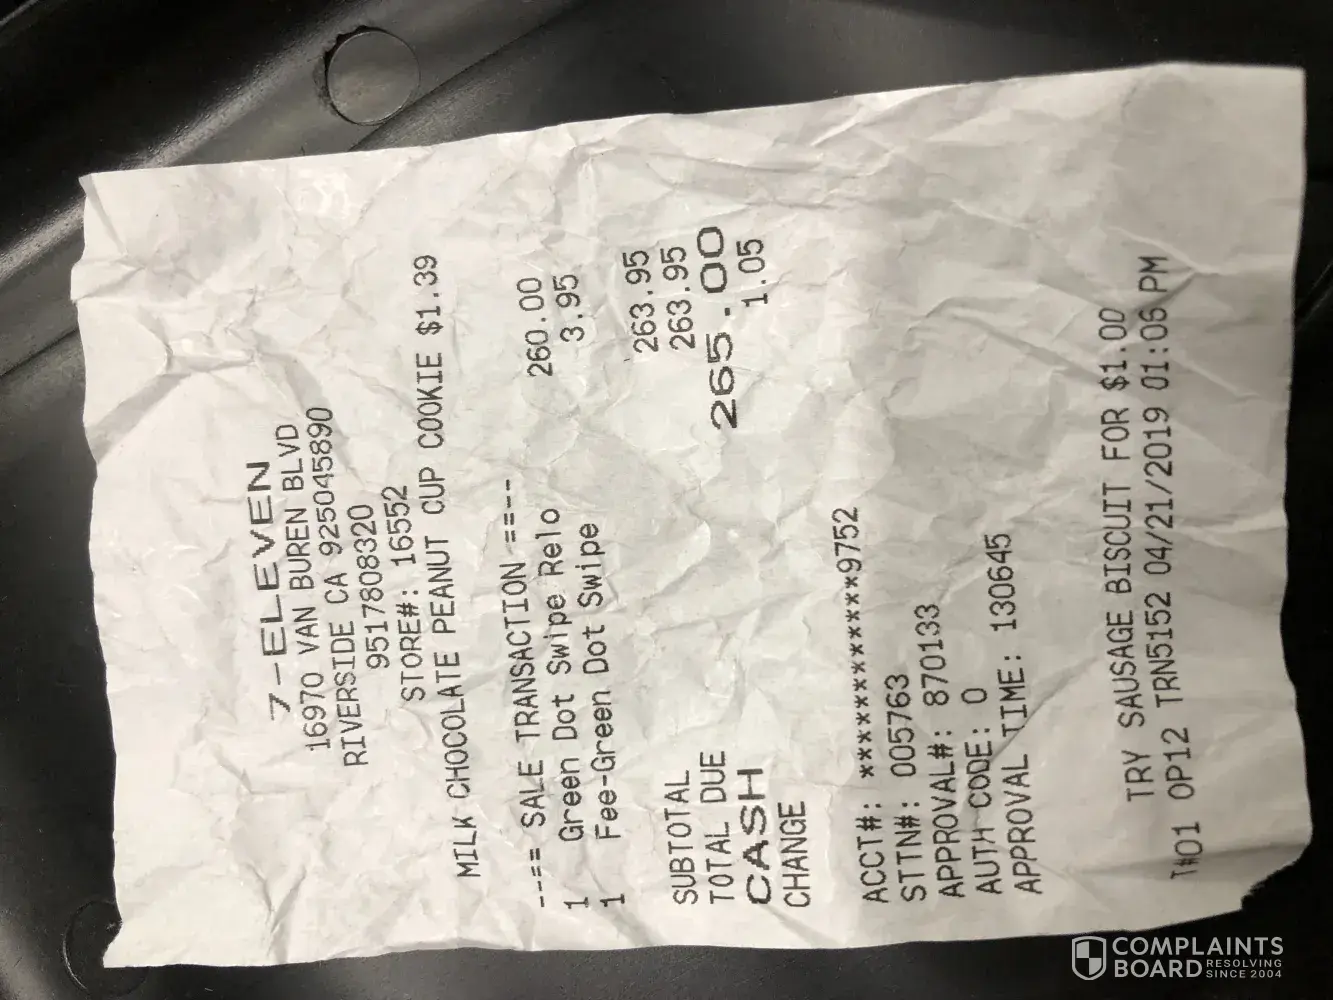 7-ELEVEN
16970 VAN BUREN BLVD
RIVERSIDE CA 925045890
9517808320
STORE#: 16552
MILK CHOCOLATE PEANUT CUP COOKIE $1.39
--== SALE TRANSACTION ==--
1 Green Dot Swipe Relo 260.00
1 Fee-Green Dot Swipe 3.95
SUBTOTAL 263.95
TOTAL DUE 263.95
CASH 265.00
CHANGE 1.05
ACCT#: ************9752
STTN#: 005763
APPROVAL#: 870133
AUTH CODE: 0
APPROVAL TIME: 130645
TRY SAUSAGE BISCUIT FOR $1.00
T#01 OP12 TRN5152 04/21/2019 01:06 PM
COMPLAINTS
BOARD RESOLVING
SINCE 2004